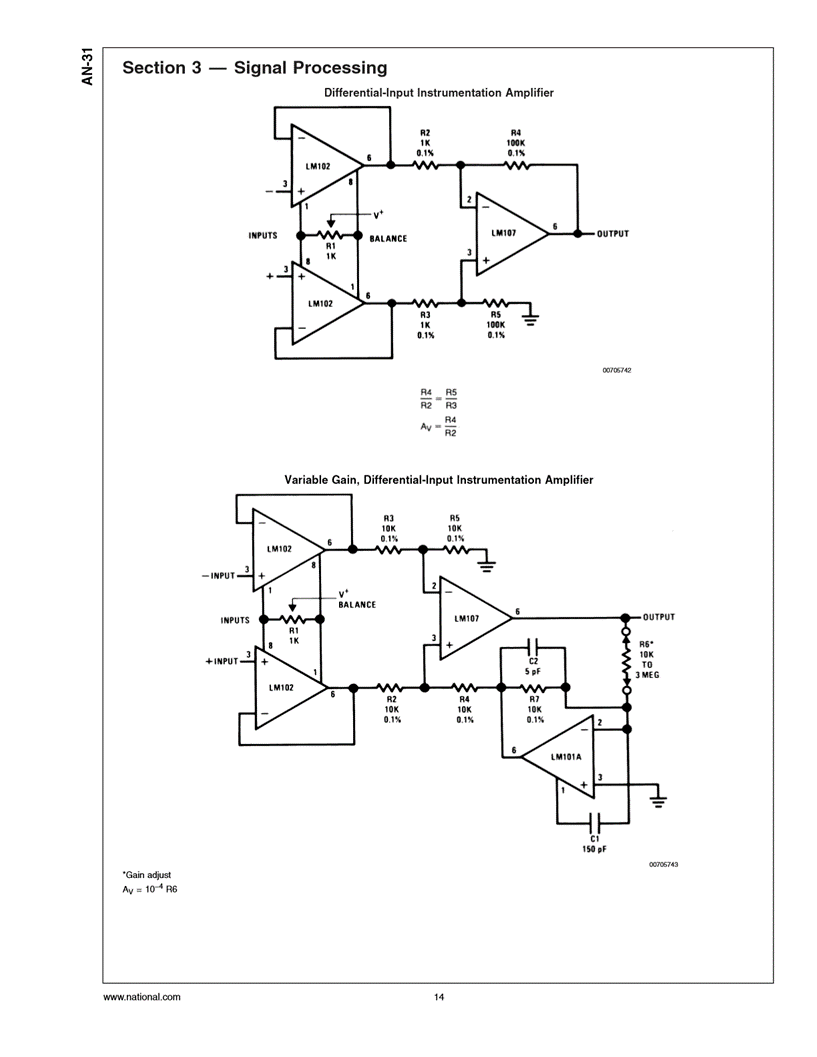 AN-31
Section 3 — Signal Processing
Differential-Input Instrumentation Amplifier
R2
1K
0.1%
R4
100K
0.1%
−
LM102
6
8
− 3
+
1
V+
INPUTS
R1
1K
BALANCE
2
−
LM107
6
OUTPUT
3
+
8
+ 3
+
1
LM102
6
−
R3
1K
0.1%
R5
100K
0.1%
00705742
R4/R2 = R5/R3
AV = R4/R2
Variable Gain, Differential-Input Instrumentation Amplifier
R3
10K
0.1%
R5
10K
0.1%
−
LM102
6
8
−INPUT 3
+
1
V+
BALANCE
INPUTS
R1
1K
2
−
LM107
6
OUTPUT
3
+
R6*
10K
TO
3 MEG
C2
5 pF
8
+INPUT 3
+
1
LM102
6
−
R2
10K
0.1%
R4
10K
0.1%
R7
10K
0.1%
2
−
6
LM101A
3
+
1
C1
150 pF
00705743
*Gain adjust
AV = 10–4 R6
www.national.com
14